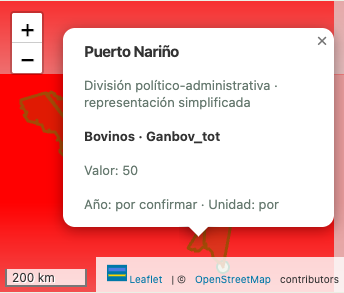 +
−
×
Puerto Nariño
División político-administrativa ·
representación simplificada
Bovinos · Ganbov_tot
Valor: 50
Año: por confirmar · Unidad: por
200 km
Leaflet | © OpenStreetMap contributors